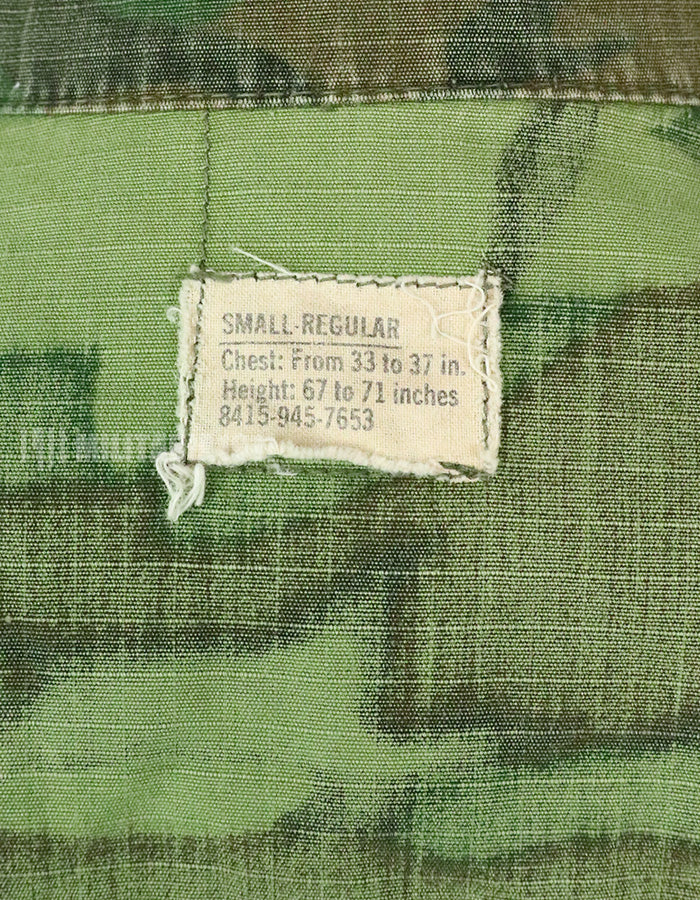 SMALL-REGULAR
Chest: From 33 to 37 in.
Height: 67 to 71 inches
8415-945-7653